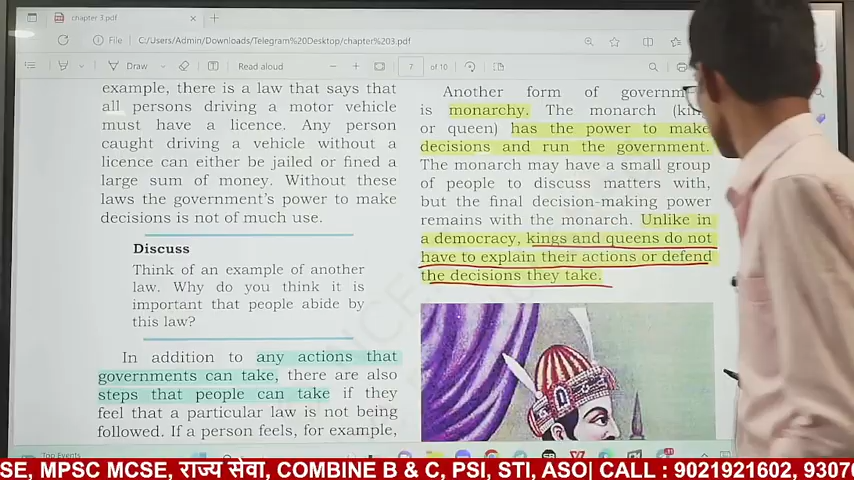 chapter 3.pdf
File
C:/Users/Admin/Downloads/Telegram%20Desktop/chapter%203.pdf
Draw
Read aloud
7
of 10
example, there is a law that says that
all persons driving a motor vehicle
must have a licence. Any person
caught driving a vehicle without a
licence can either be jailed or fined a
large sum of money. Without these
laws the government's power to make
decisions is not of much use.
Discuss
Think of an example of another
law. Why do you think it is
important that people abide by
this law?
In addition to any actions that
governments can take, there are also
steps that people can take if they
feel that a particular law is not being
followed. If a person feels, for example,
Another form of
is monarchy. The monarch
or queen) has the power to make
decisions and run the government.
The monarch may have a small group
of people to discuss matters with,
but the final decision-making power
remains with the monarch. Unlike in
a democracy, kings and queens do not
have to explain their actions or defend
the decisions they take.
Top Events
SE, MPSC MCSE, राज्य सेवा, COMBINE B & C, PSI, STI, ASO| CALL : 9021921602, 9307